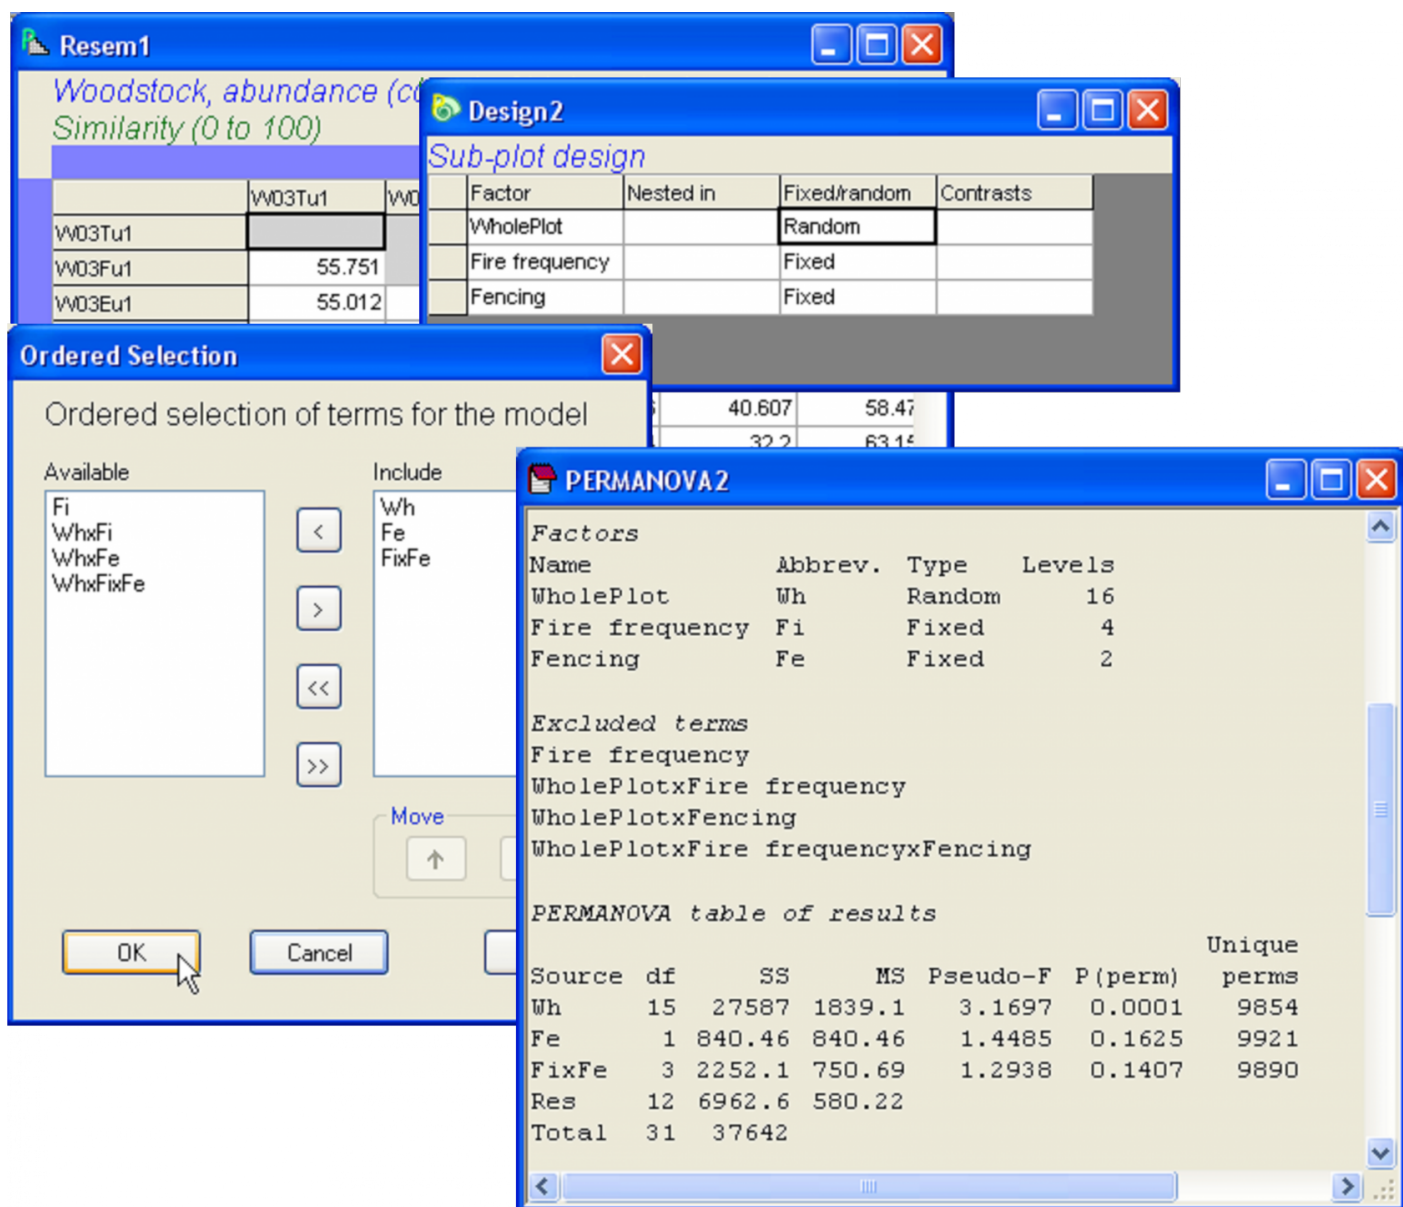 Resem1
Woodstock, abundance (co
Similarity (0 to 100)
W03Tu1
W03Tu1
W03Fu1 55.751
W03Eu1 55.012
40.607 58.47
32.2 63.15
Design2
Sub-plot design
Factor Nested in Fixed/random Contrasts
WholePlot Random
Fire frequency Fixed
Fencing Fixed
Ordered Selection
Ordered selection of terms for the model
Available Include
Fi
WhxFi
WhxFe
WhxFixFe
Wh
Fe
FixFe
<
>
<<
>>
Move
OK Cancel
PERMANOVA2
Factors
Name Abbrev. Type Levels
WholePlot Wh Random 16
Fire frequency Fi Fixed 4
Fencing Fe Fixed 2
Excluded terms
Fire frequency
WholePlotxFire frequency
WholePlotxFencing
WholePlotxFire frequencyxFencing
PERMANOVA table of results
Unique
Source df SS MS Pseudo-F P(perm) perms
Wh 15 27587 1839.1 3.1697 0.0001 9854
Fe 1 840.46 840.46 1.4485 0.1625 9921
FixFe 3 2252.1 750.69 1.2938 0.1407 9890
Res 12 6962.6 580.22
Total 31 37642